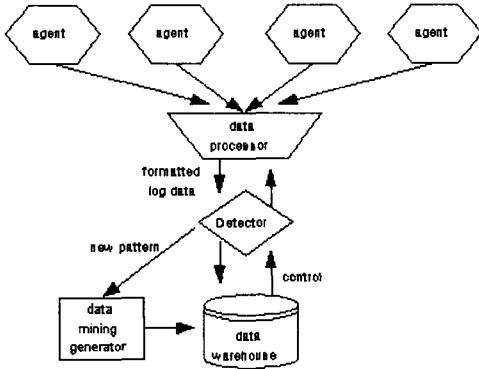 agent
agent
agent
agent
data
processor
formatted
log data
Detector
new pattern
control
data
mining
generator
data
warehouse